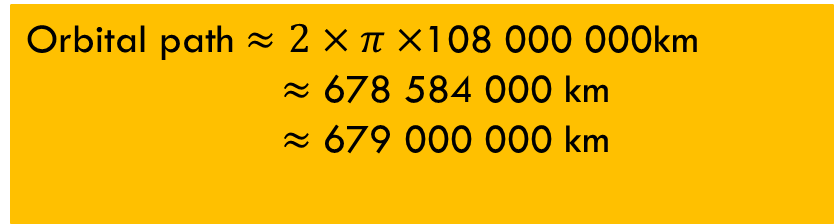 Orbital path ≈ 2 × 𝜋 ×108 000 000km
≈ 678 584 000 km
≈ 679 000 000 km